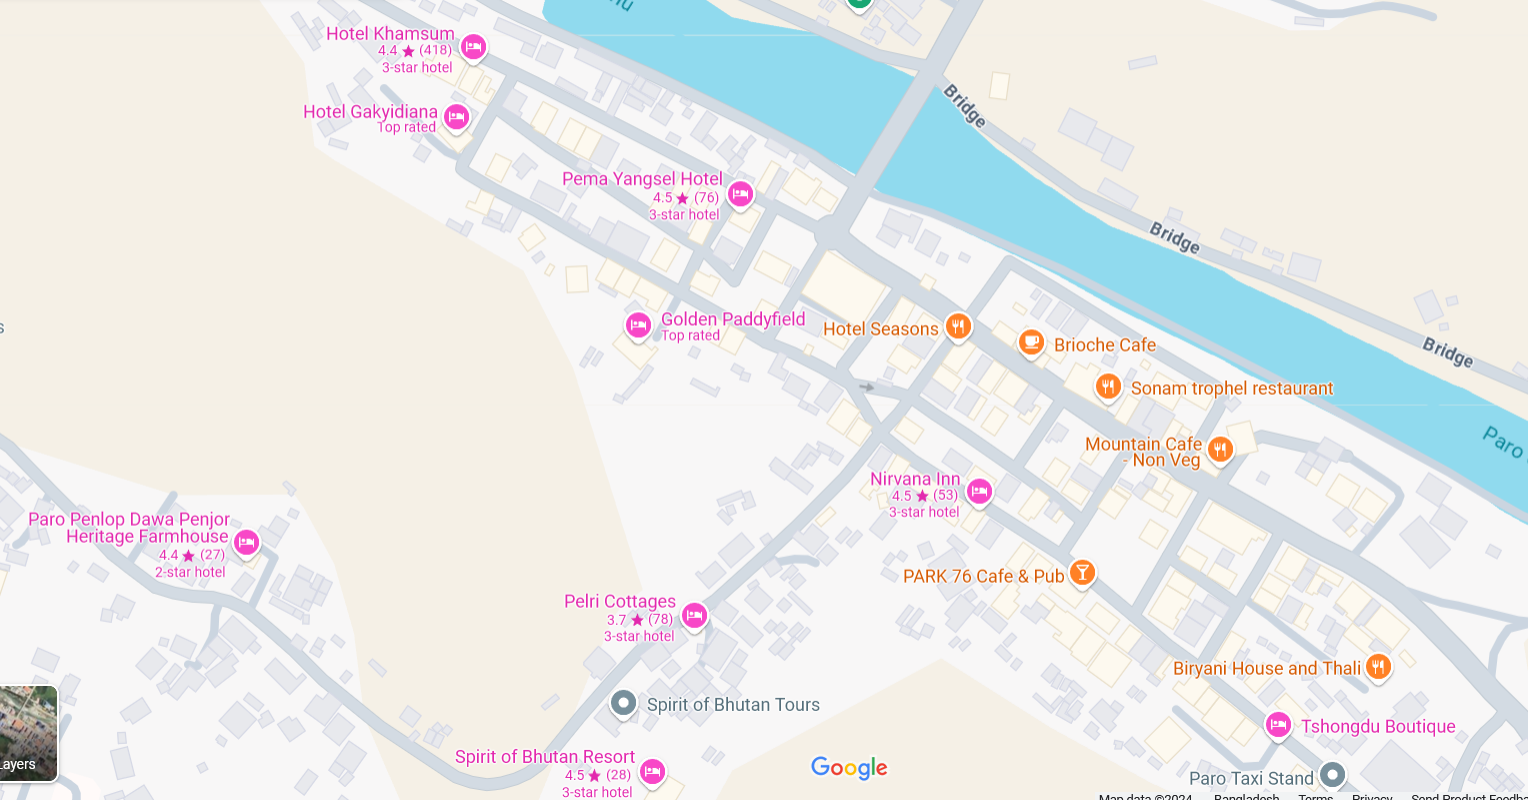 Hotel Khamsum
4.4 ★ (418)
3-star hotel
Bridge
Hotel Gakyidiana
Top rated
Pema Yangsel Hotel
4.5 ★ (76)
3-star hotel
Bridge
Golden Paddyfield
Top rated
Hotel Seasons
Brioche Cafe
Bridge
Sonam trophel restaurant
Paro
Mountain Cafe
- Non Veg
Nirvana Inn
4.5 ★ (53)
3-star hotel
Paro Penlop Dawa Penjor
Heritage Farmhouse
4.4 ★ (27)
2-star hotel
PARK 76 Cafe & Pub
Pelri Cottages
3.7 ★ (78)
3-star hotel
Biryani House and Thali
Spirit of Bhutan Tours
Tshongdu Boutique
Spirit of Bhutan Resort
4.5 ★ (28)
3-star hotel
Layers
Google
Paro Taxi Stand
Map data ©2024 Bangladesh Terms Privacy Send Product Feedba